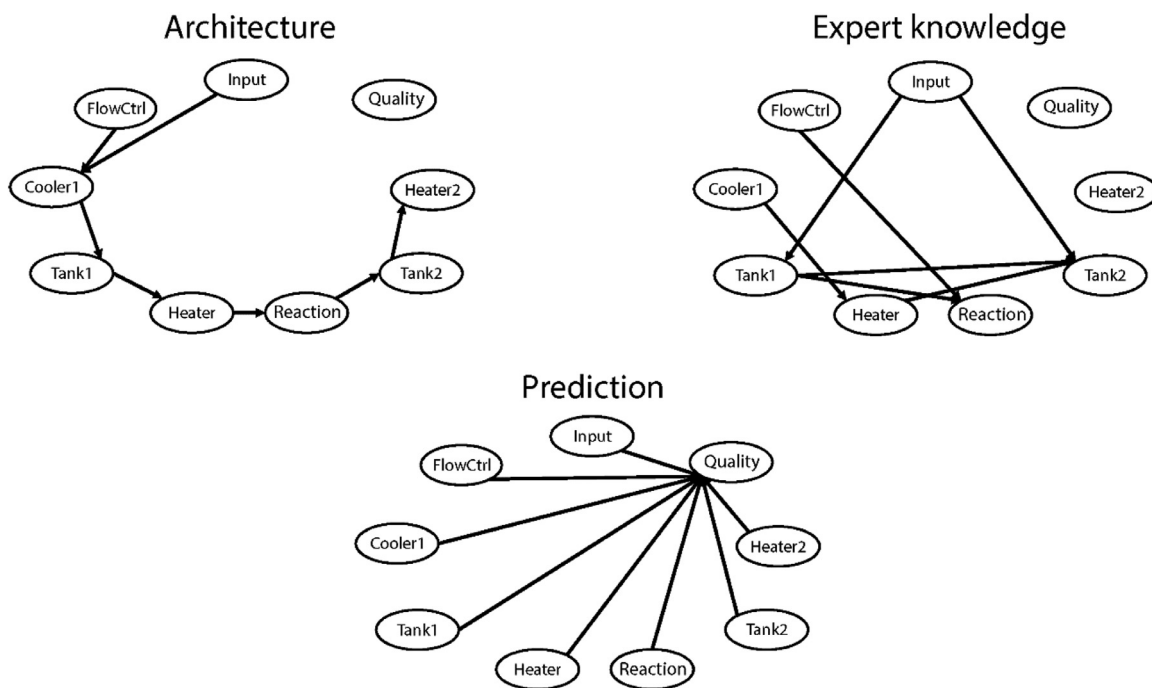 Architecture
Input
FlowCtrl
Quality
Cooler1
Heater2
Tank1
Tank2
Heater
Reaction
Expert knowledge
Input
FlowCtrl
Quality
Cooler1
Heater2
Tank1
Tank2
Heater
Reaction
Prediction
Input
FlowCtrl
Quality
Cooler1
Heater2
Tank1
Tank2
Heater
Reaction